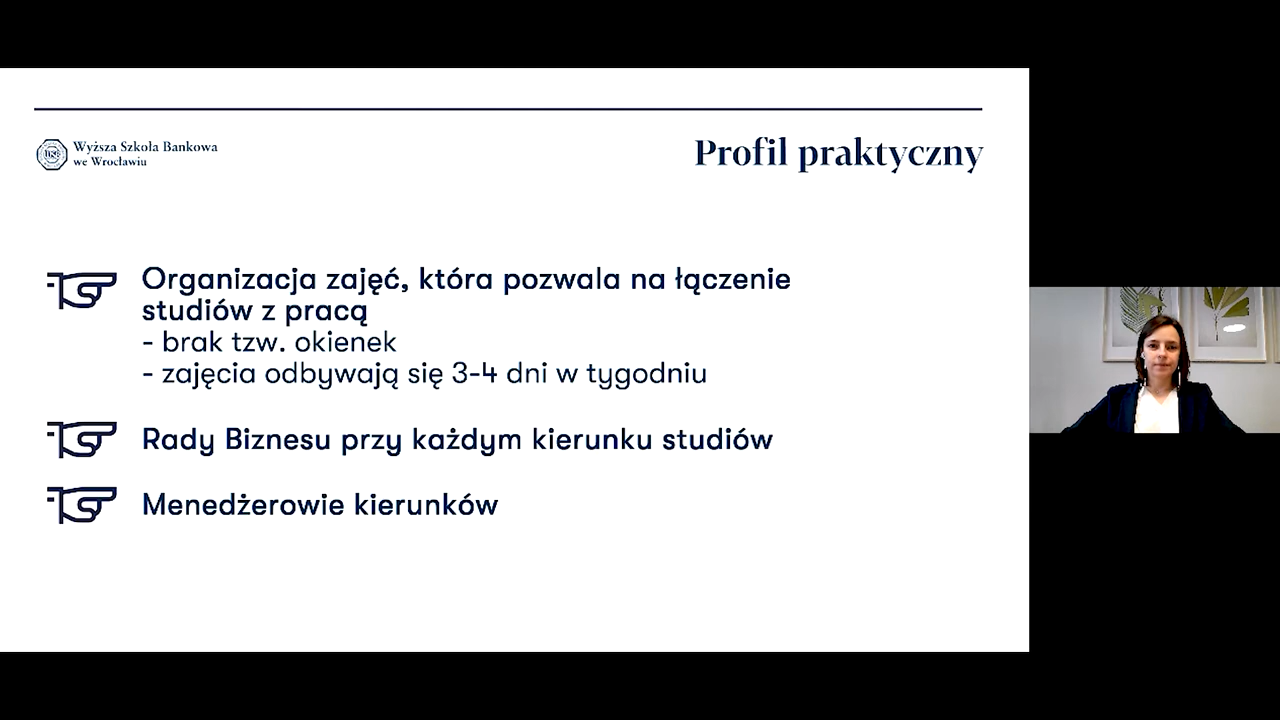 Wyższa Szkoła Bankowa
we Wrocławiu
Profil praktyczny
Organizacja zajęć, która pozwala na łączenie
studiów z pracą
- brak tzw. okienek
- zajęcia odbywają się 3-4 dni w tygodniu
Rady Biznesu przy każdym kierunku studiów
Menedżerowie kierunków